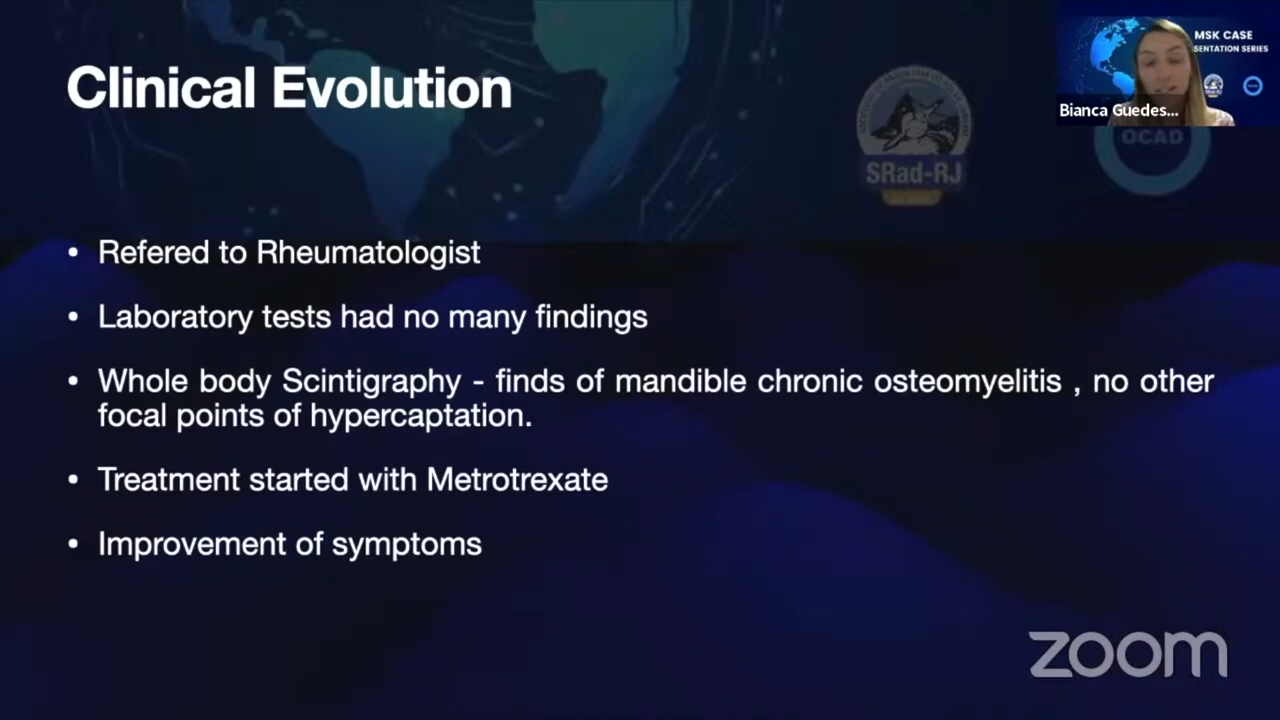 Clinical Evolution
MSK CASE
SENTATION SERIES
Bianca Guedes...
SRad-RJ
OCAD
• Refered to Rheumatologist
• Laboratory tests had no many findings
• Whole body Scintigraphy - finds of mandible chronic osteomyelitis , no other
focal points of hypercaptation.
• Treatment started with Metrotrexate
• Improvement of symptoms
zoom